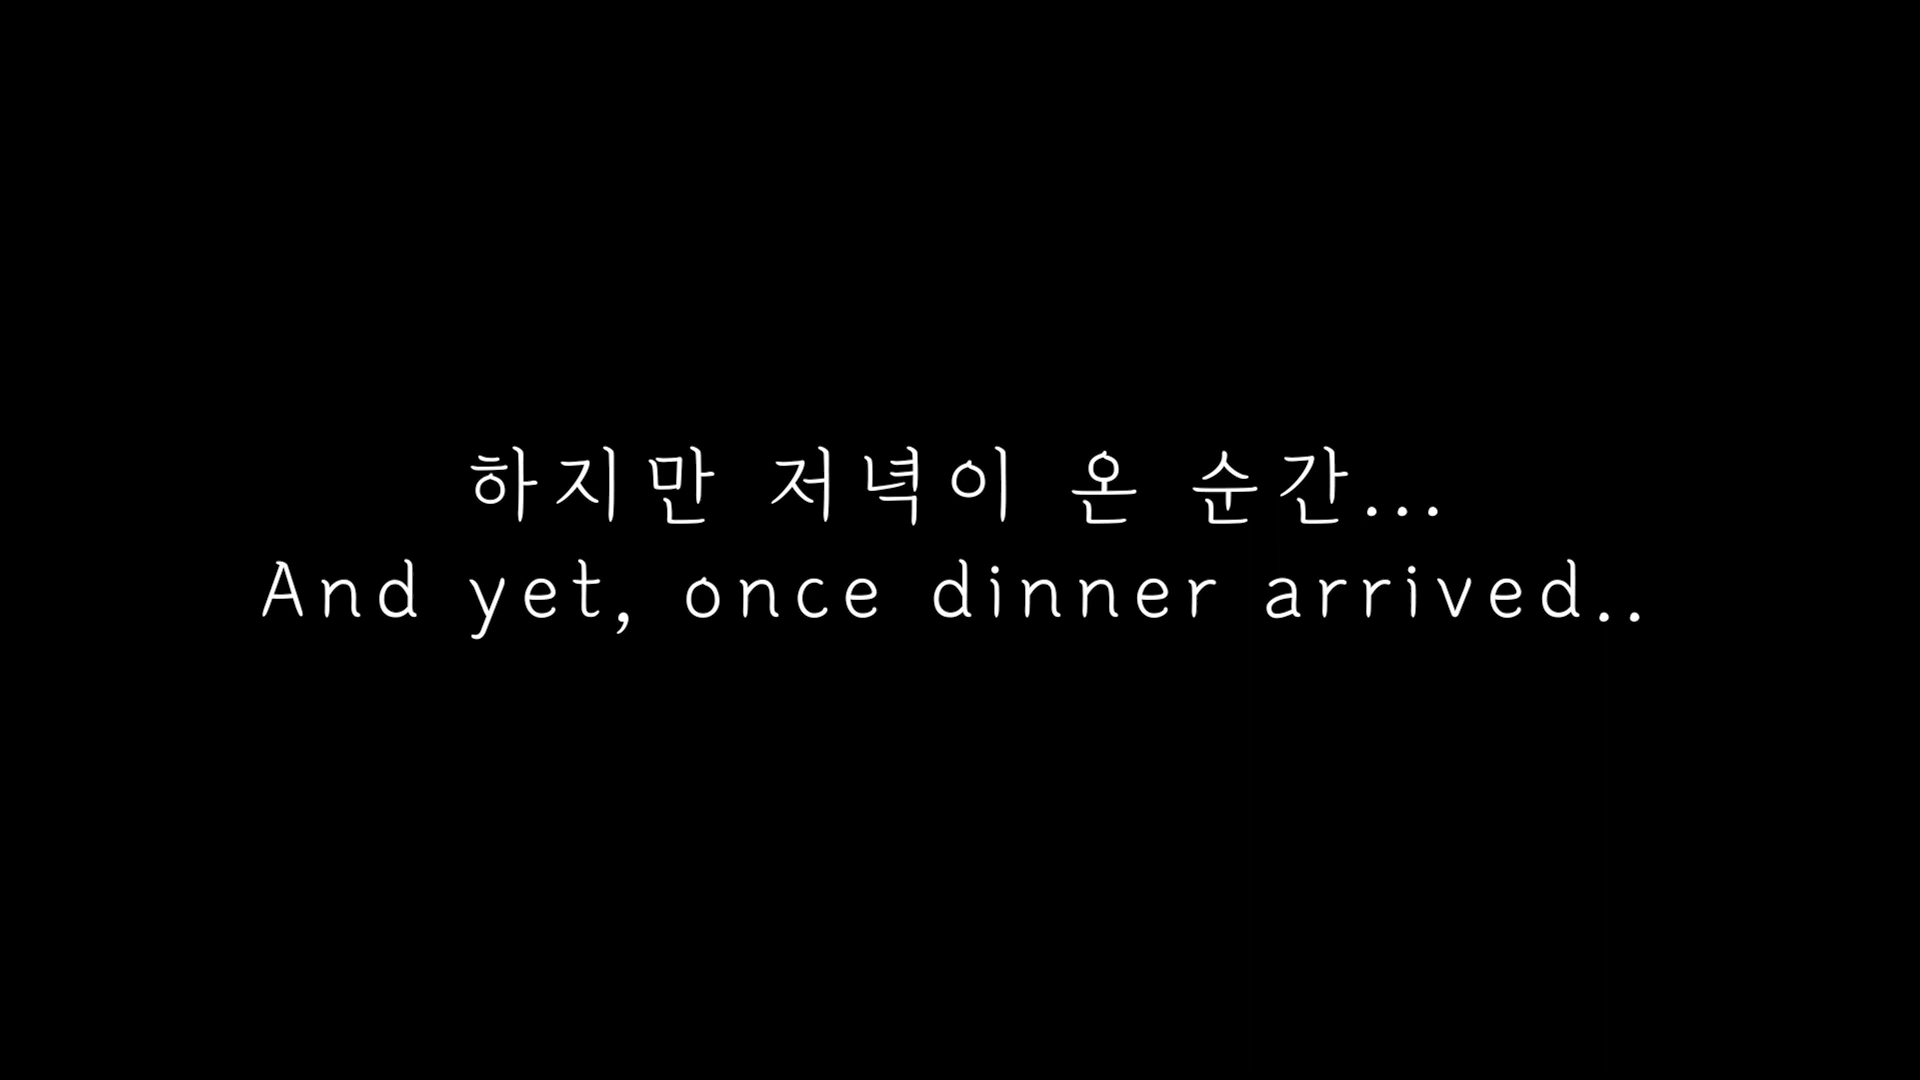 하지만 저녁이 온 순간...
And yet, once dinner arrived..